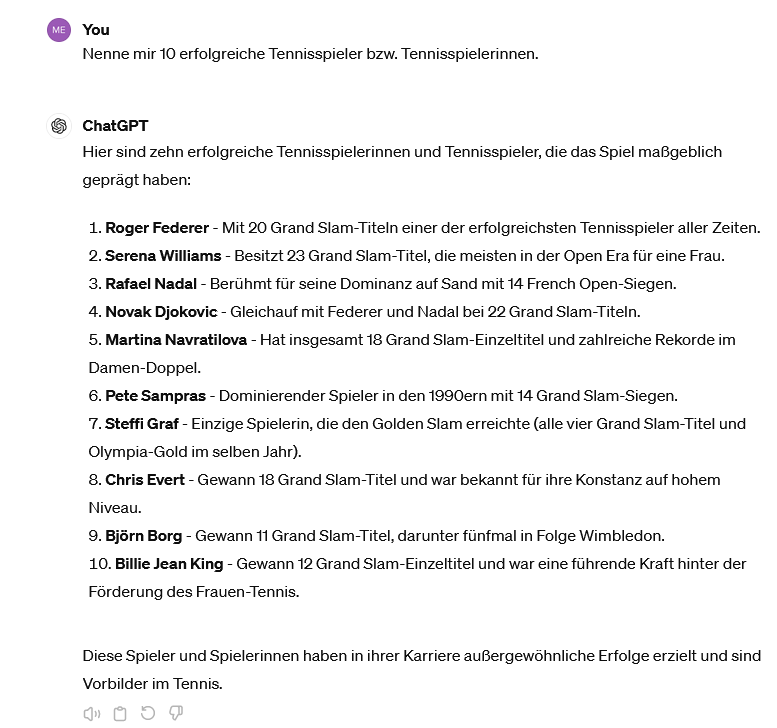 ME You
Nenne mir 10 erfolgreiche Tennisspieler bzw. Tennisspielerinnen.
ChatGPT
Hier sind zehn erfolgreiche Tennisspielerinnen und Tennisspieler, die das Spiel maßgeblich
geprägt haben:
1. Roger Federer - Mit 20 Grand Slam-Titeln einer der erfolgreichsten Tennisspieler aller Zeiten.
2. Serena Williams - Besitzt 23 Grand Slam-Titel, die meisten in der Open Era für eine Frau.
3. Rafael Nadal - Berühmt für seine Dominanz auf Sand mit 14 French Open-Siegen.
4. Novak Djokovic - Gleichauf mit Federer und Nadal bei 22 Grand Slam-Titeln.
5. Martina Navratilova - Hat insgesamt 18 Grand Slam-Einzeltitel und zahlreiche Rekorde im
Damen-Doppel.
6. Pete Sampras - Dominierender Spieler in den 1990ern mit 14 Grand Slam-Siegen.
7. Steffi Graf - Einzige Spielerin, die den Golden Slam erreichte (alle vier Grand Slam-Titel und
Olympia-Gold im selben Jahr).
8. Chris Evert - Gewann 18 Grand Slam-Titel und war bekannt für ihre Konstanz auf hohem
Niveau.
9. Björn Borg - Gewann 11 Grand Slam-Titel, darunter fünfmal in Folge Wimbledon.
10. Billie Jean King - Gewann 12 Grand Slam-Einzeltitel und war eine führende Kraft hinter der
Förderung des Frauen-Tennis.
Diese Spieler und Spielerinnen haben in ihrer Karriere außergewöhnliche Erfolge erzielt und sind
Vorbilder im Tennis.